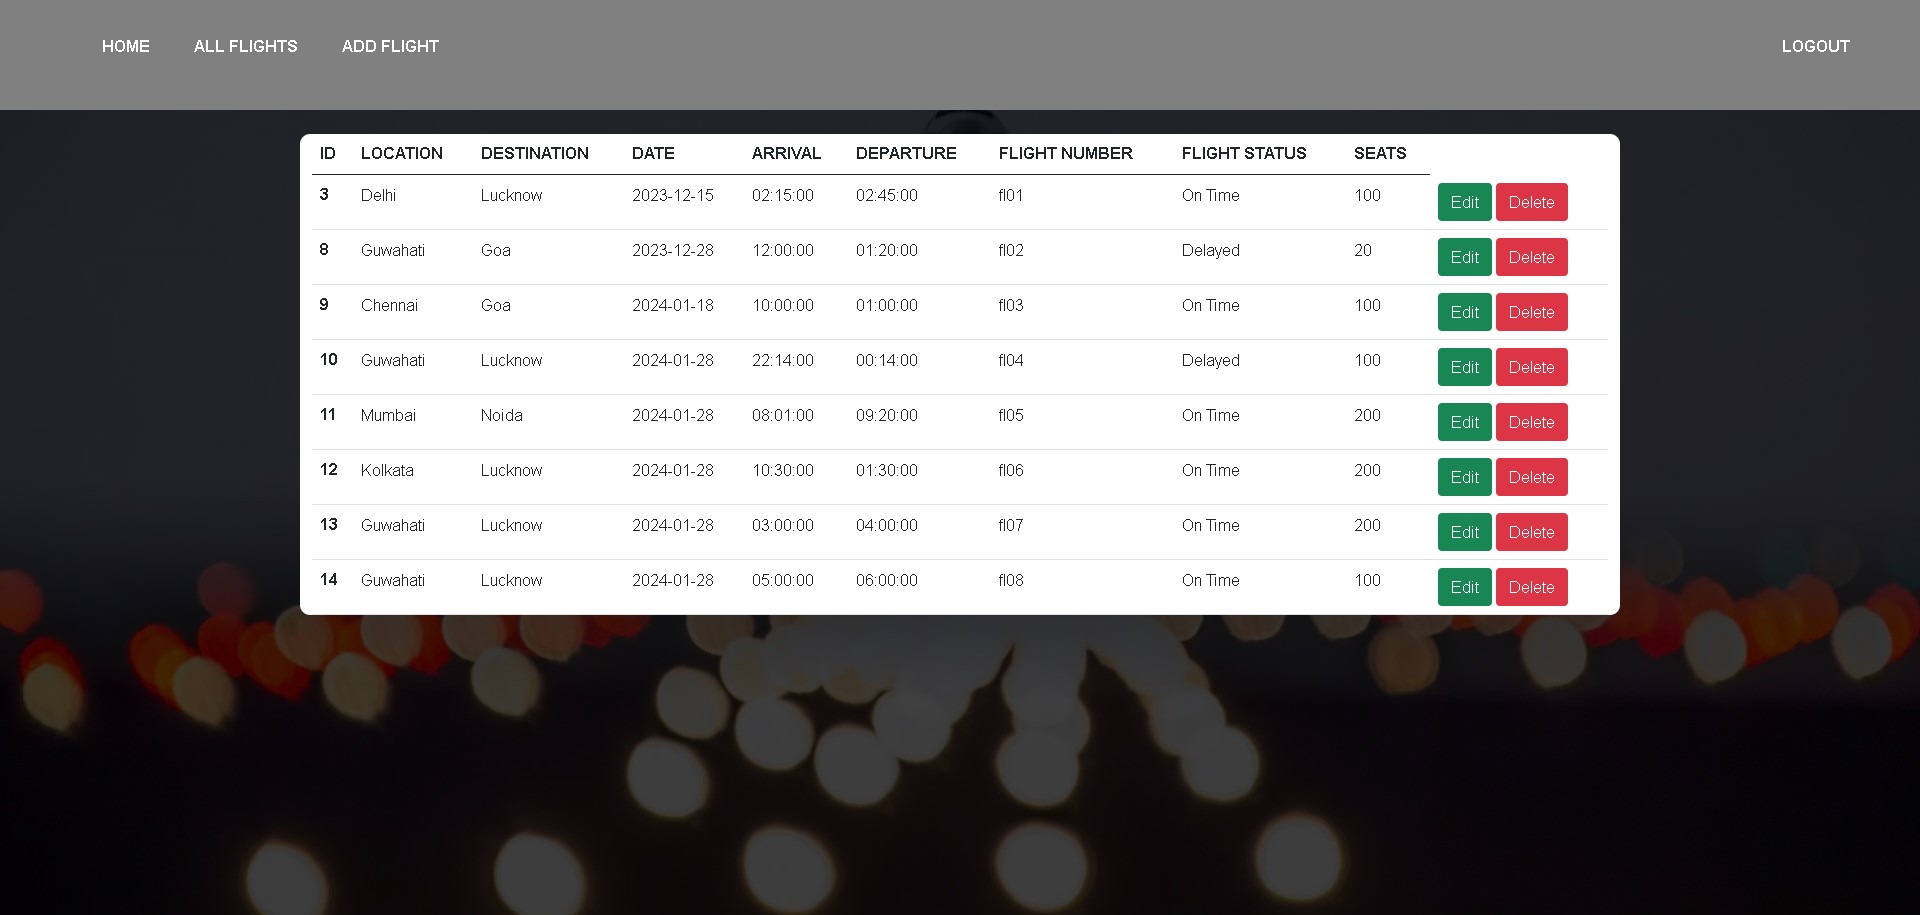 HOME ALL FLIGHTS ADD FLIGHT LOGOUT
ID LOCATION DESTINATION DATE ARRIVAL DEPARTURE FLIGHT NUMBER FLIGHT STATUS SEATS
3 Delhi Lucknow 2023-12-15 02:15:00 02:45:00 fl01 On Time 100 Edit Delete
8 Guwahati Goa 2023-12-28 12:00:00 01:20:00 fl02 Delayed 20 Edit Delete
9 Chennai Goa 2024-01-18 10:00:00 01:00:00 fl03 On Time 100 Edit Delete
10 Guwahati Lucknow 2024-01-28 22:14:00 00:14:00 fl04 Delayed 100 Edit Delete
11 Mumbai Noida 2024-01-28 08:01:00 09:20:00 fl05 On Time 200 Edit Delete
12 Kolkata Lucknow 2024-01-28 10:30:00 01:30:00 fl06 On Time 200 Edit Delete
13 Guwahati Lucknow 2024-01-28 03:00:00 04:00:00 fl07 On Time 200 Edit Delete
14 Guwahati Lucknow 2024-01-28 05:00:00 06:00:00 fl08 On Time 100 Edit Delete